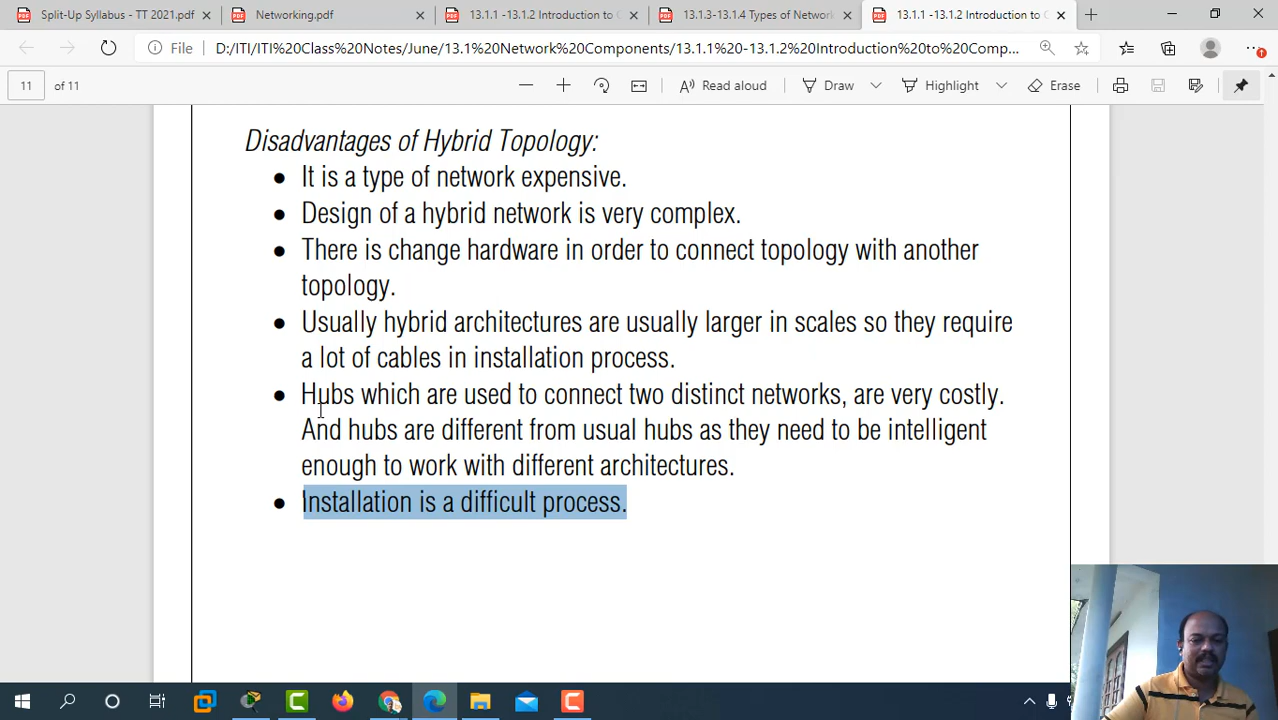 Split-Up Syllabus - TT 2021.pdf
Networking.pdf
13.1.1 -13.1.2 Introduction to C
13.1.3-13.1.4 Types of Network
13.1.1 -13.1.2 Introduction to C
File
D:/ITI/ITI%20Class%20Notes/June/13.1%20Network%20Components/13.1.1%20-13.1.2%20Introduction%20to%20Comp...
11 of 11
Read aloud
Draw
Highlight
Erase
Disadvantages of Hybrid Topology:
● It is a type of network expensive.
● Design of a hybrid network is very complex.
● There is change hardware in order to connect topology with another
topology.
● Usually hybrid architectures are usually larger in scales so they require
a lot of cables in installation process.
● Hubs which are used to connect two distinct networks, are very costly.
And hubs are different from usual hubs as they need to be intelligent
enough to work with different architectures.
● Installation is a difficult process.